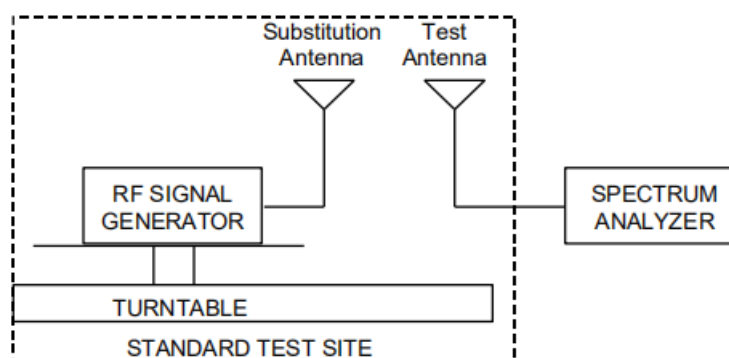 Substitution
Antenna
Test
Antenna
RF SIGNAL
GENERATOR
SPECTRUM
ANALYZER
TURNTABLE
STANDARD TEST SITE